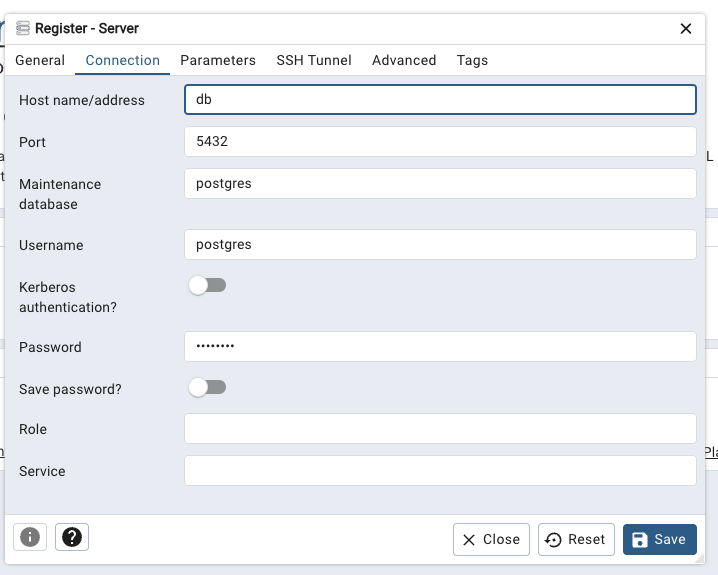 Register - Server
General Connection Parameters SSH Tunnel Advanced Tags
Host name/address
db
Port
5432
Maintenance
database
postgres
Username
postgres
Kerberos
authentication?
Password
••••••••
Save password?
Role
Service
Close Reset Save